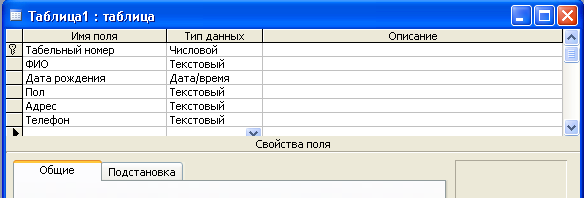 Таблица1 : таблица
Имя поля Тип данных Описание
Табельный номер Числовой
ФИО Текстовый
Дата рождения Дата/время
Пол Текстовый
Адрес Текстовый
Телефон Текстовый
Свойства поля
Общие Подстановка